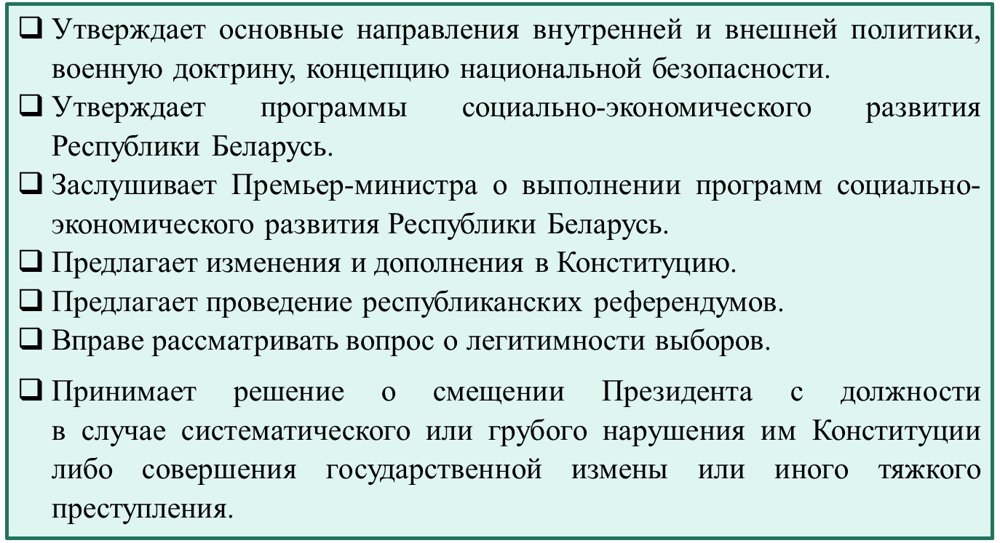 ❑ Утверждает основные направления внутренней и внешней политики,
военную доктрину, концепцию национальной безопасности.
❑ Утверждает программы социально-экономического развития
Республики Беларусь.
❑ Заслушивает Премьер-министра о выполнении программ социально-
экономического развития Республики Беларусь.
❑ Предлагает изменения и дополнения в Конституцию.
❑ Предлагает проведение республиканских референдумов.
❑ Вправе рассматривать вопрос о легитимности выборов.
❑ Принимает решение о смещении Президента с должности
в случае систематического или грубого нарушения им Конституции
либо совершения государственной измены или иного тяжкого
преступления.